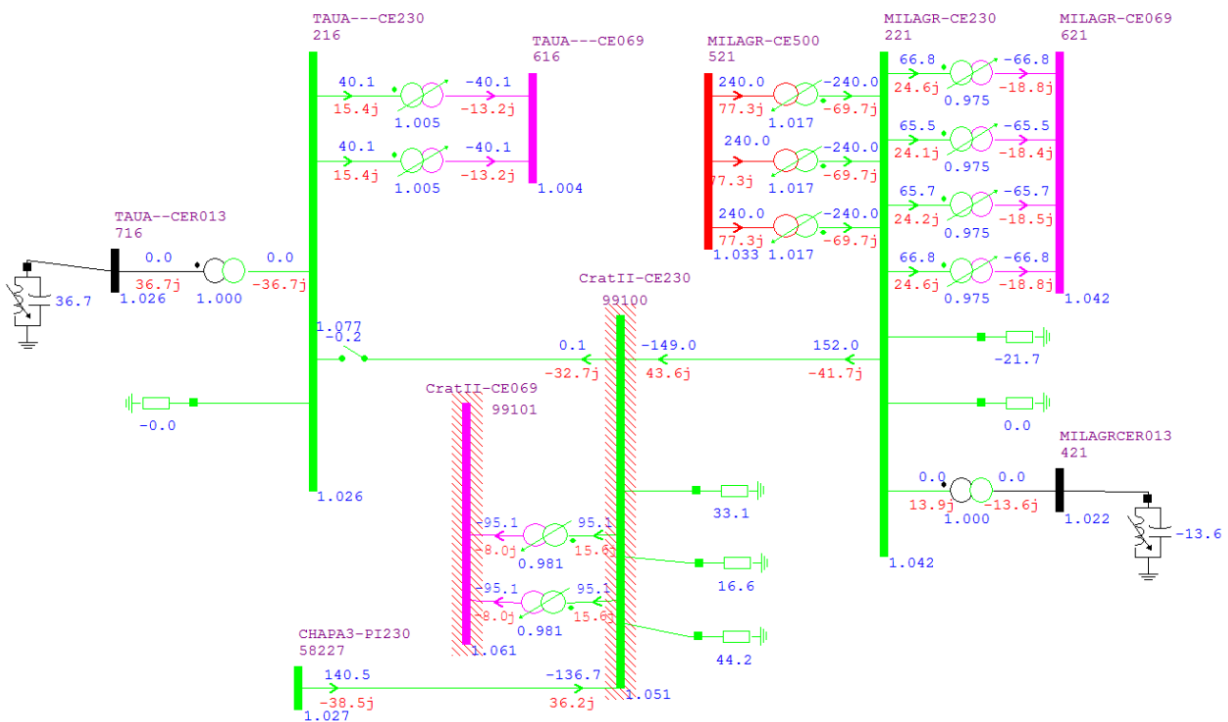 TAUA---CE230
216
TAUA---CE069
616
MILAGR-CE500
521
MILAGR-CE230
221
MILAGR-CE069
621
40.1 -40.1
15.4j -13.2j
1.005
40.1 -40.1
15.4j -13.2j
1.005
1.004
240.0 -240.0
77.3j -69.7j
1.017
240.0 -240.0
77.3j -69.7j
1.017
240.0 -240.0
77.3j -69.7j
1.033 1.017
66.8 -66.8
24.6j -18.8j
0.975
65.5 -65.5
24.1j -18.4j
0.975
65.7 -65.7
24.2j -18.5j
0.975
66.8 -66.8
24.6j -18.8j
0.975
1.042
TAUA--CER013
716
0.0 0.0
36.7j -36.7j
36.7
1.026 1.000
1.077
-0.2
-0.0
1.026
CratII-CE230
99100
0.1 -149.0 152.0
-32.7j 43.6j -41.7j
-21.7
0.0
CratII-CE069
99101
MILAGRCER013
421
0.0 0.0
13.9j -13.6j
1.000 1.022
-13.6
1.042
33.1
-95.1 95.1
-8.0j 15.6j
0.981
16.6
-95.1 95.1
-8.0j 15.6j
0.981
44.2
1.061
CHAPA3-PI230
58227
140.5 -136.7
-38.5j 36.2j
1.027
1.051